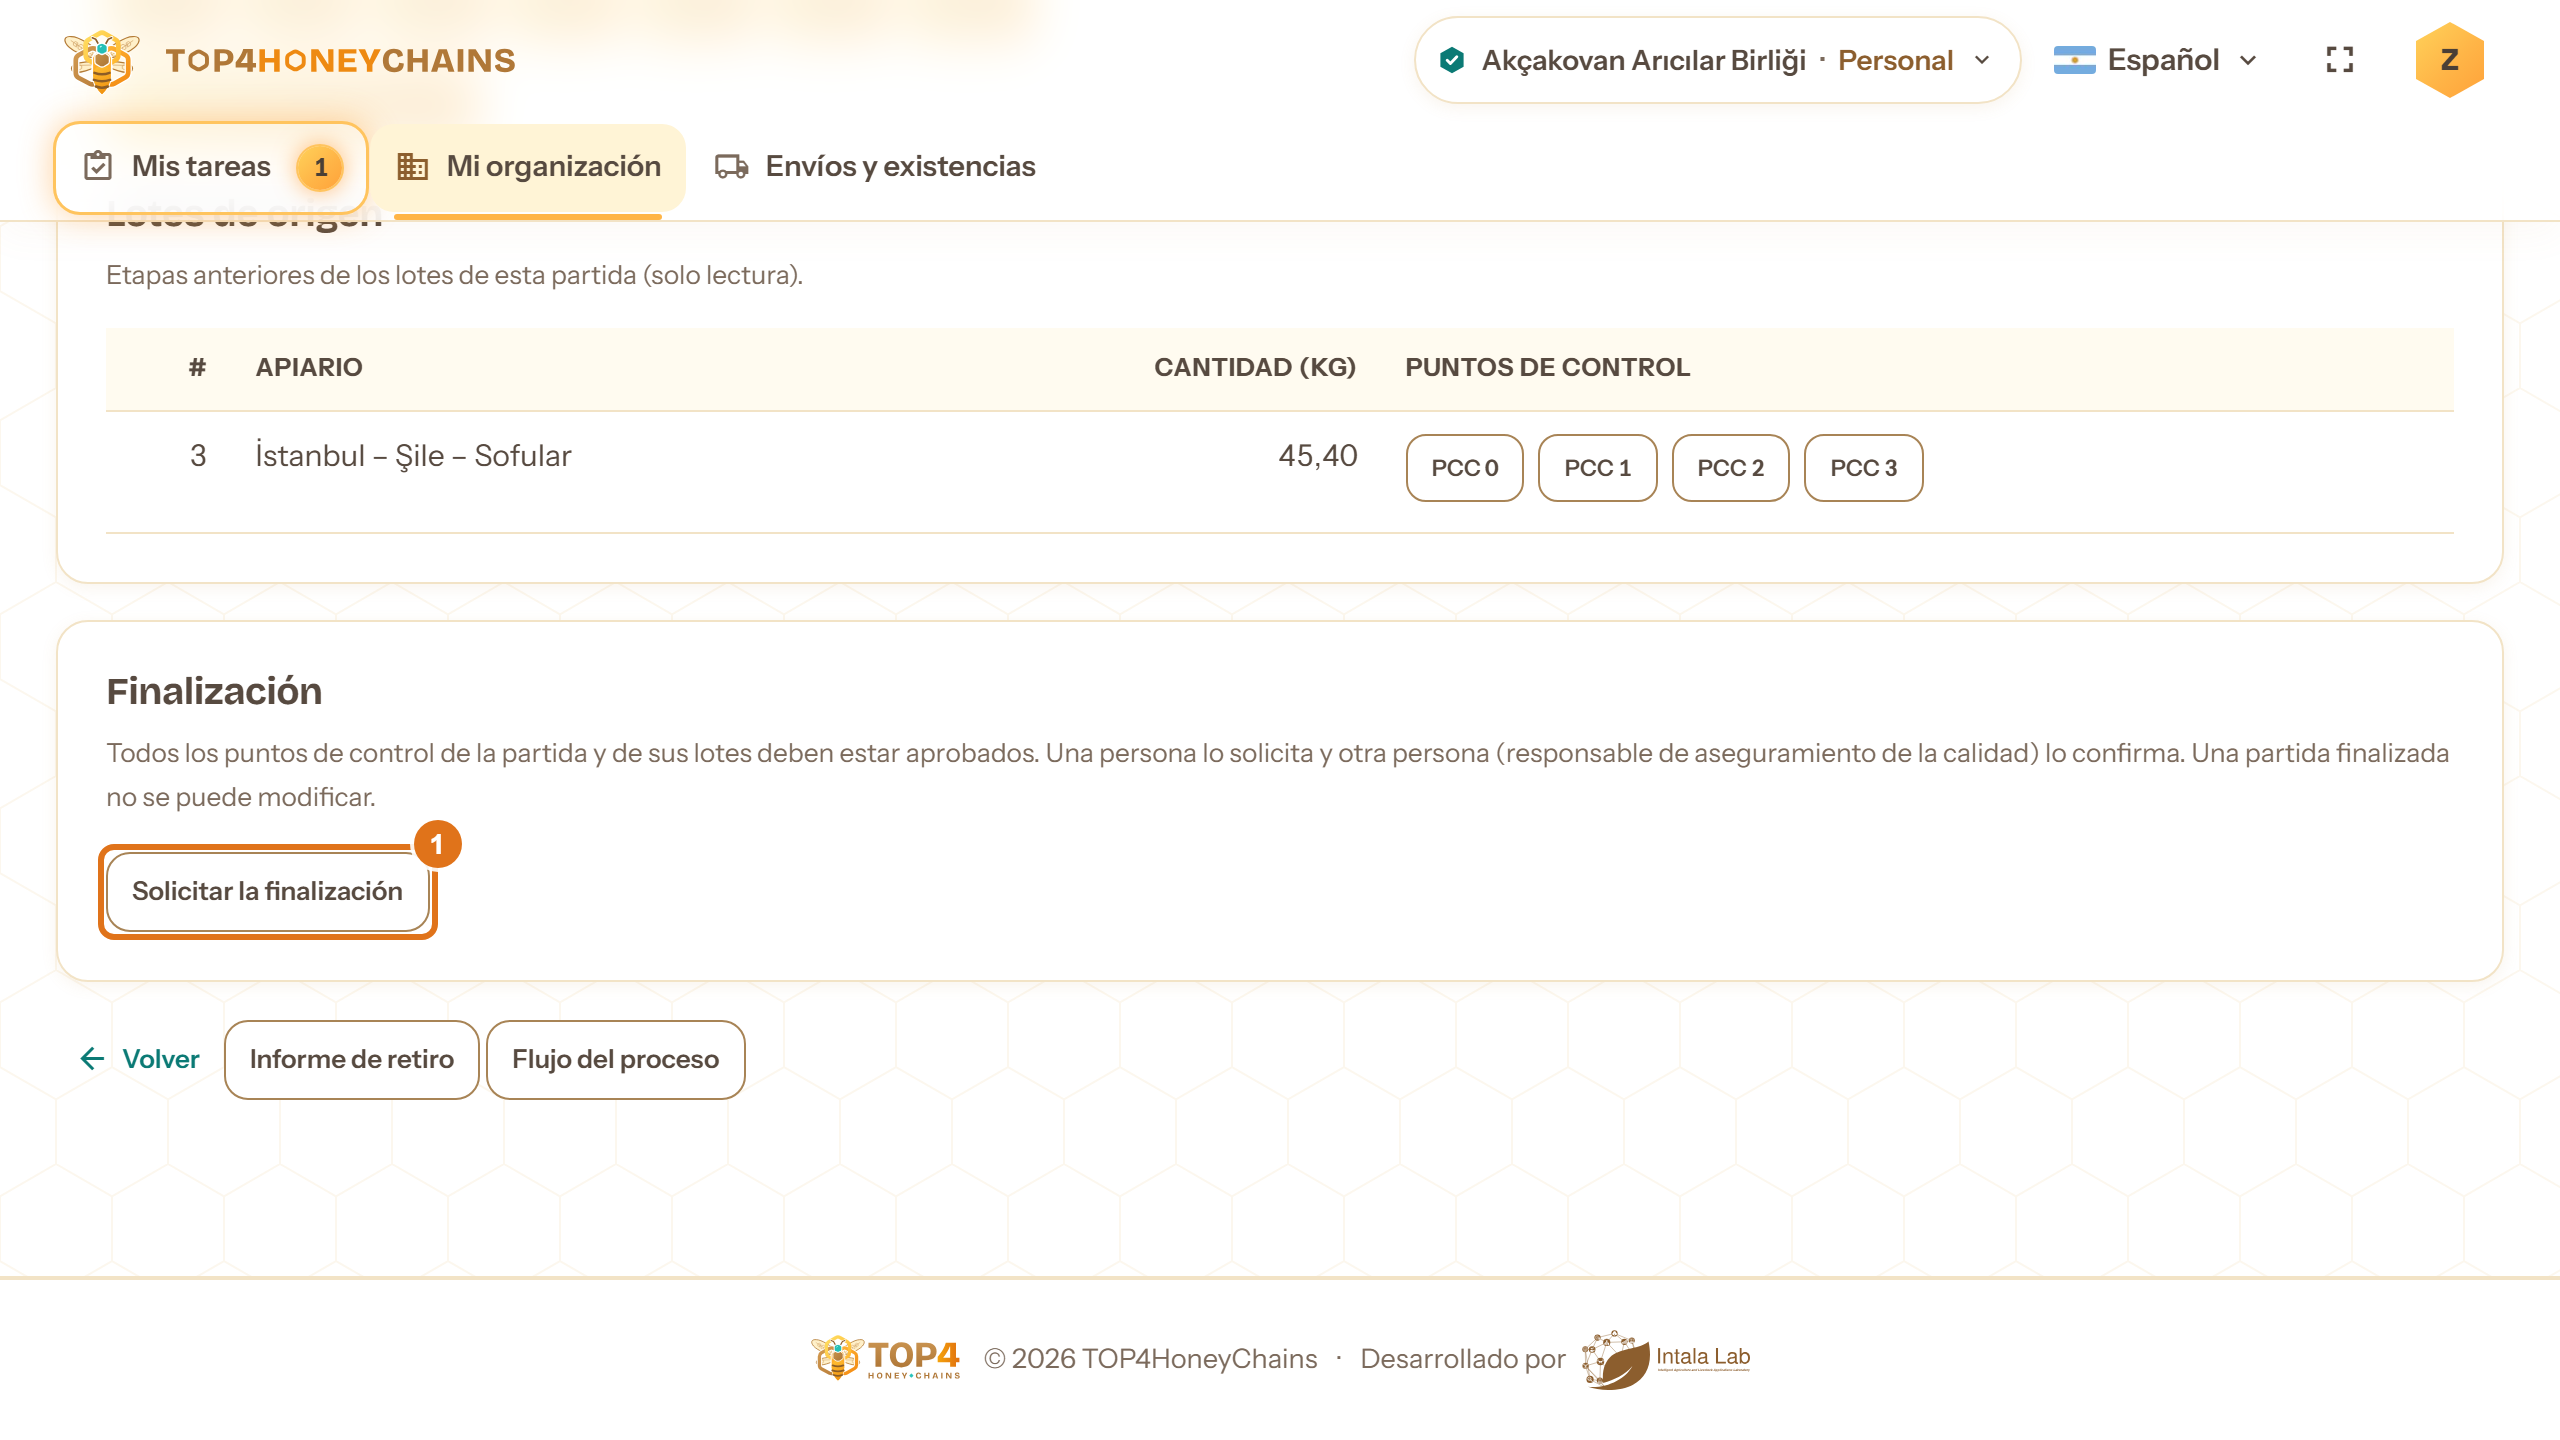 TOP4HONEYCHAINS
Akçakovan Arıcılar Birliği · Personal
Español
Z
Mis tareas 1
Mi organización
Envíos y existencias
Lotes de origen
Etapas anteriores de los lotes de esta partida (solo lectura).
# APIARIO CANTIDAD (KG) PUNTOS DE CONTROL
3 İstanbul – Şile – Sofular 45,40 PCC 0 PCC 1 PCC 2 PCC 3
Finalización
Todos los puntos de control de la partida y de sus lotes deben estar aprobados. Una persona lo solicita y otra persona (responsable de aseguramiento de la calidad) lo confirma. Una partida finalizada
no se puede modificar.
1
Solicitar la finalización
Volver
Informe de retiro
Flujo del proceso
TOP4
HONEY CHAINS
© 2026 TOP4HoneyChains · Desarrollado por
Intala Lab